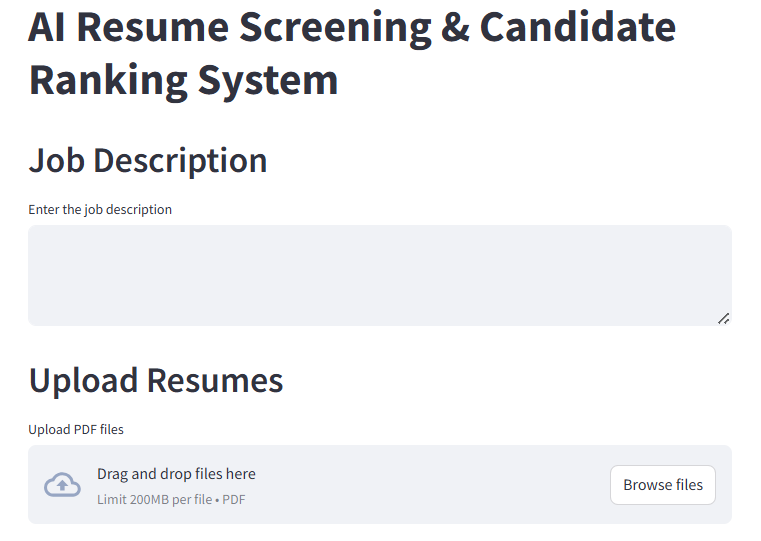 AI Resume Screening & Candidate
Ranking System
Job Description
Enter the job description
Upload Resumes
Upload PDF files
Drag and drop files here
Limit 200MB per file • PDF
Browse files